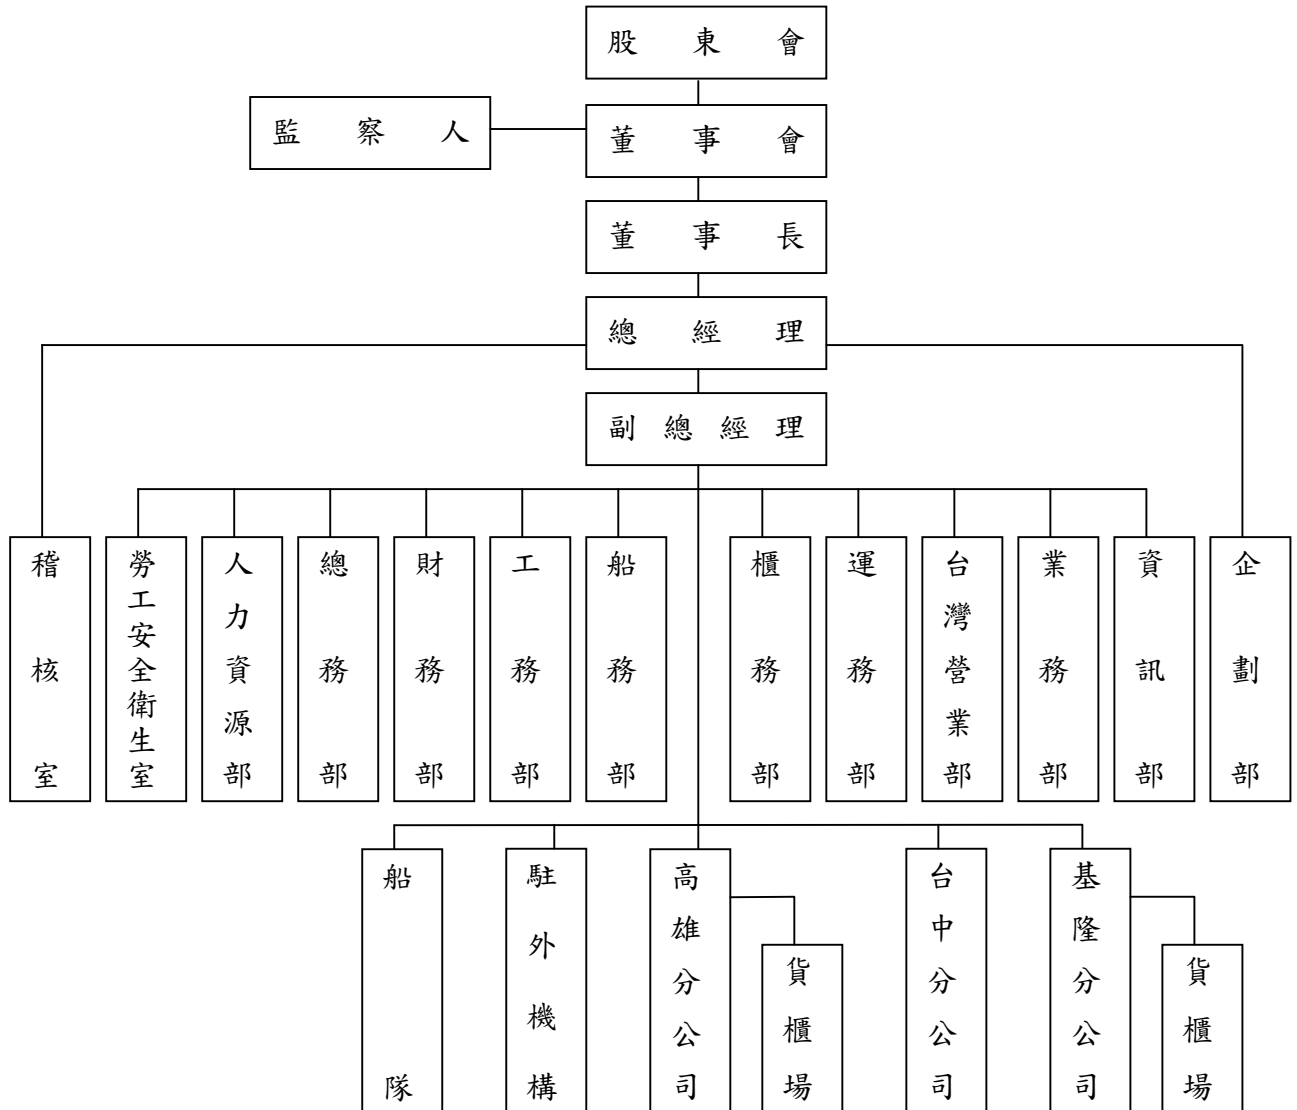 股東會
監察人
董事會
董事長
總經理
副總經理
稽核室
勞工安全衛生室
人力資源部
總務部
財務部
工務部
船務部
櫃務部
運務部
台灣營業部
業務部
資訊部
企劃部
船隊
駐外機構
高雄分公司
貨櫃場
台中分公司
基隆分公司
貨櫃場